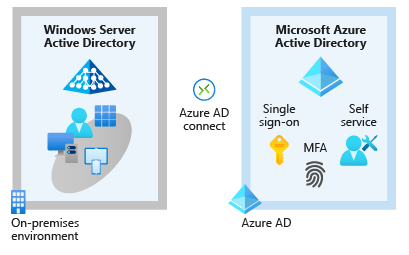 Windows Server
Active Directory
Azure AD
connect
Microsoft Azure
Active Directory
Single
sign-on
MFA
Self
service
On-premises
environment
Azure AD